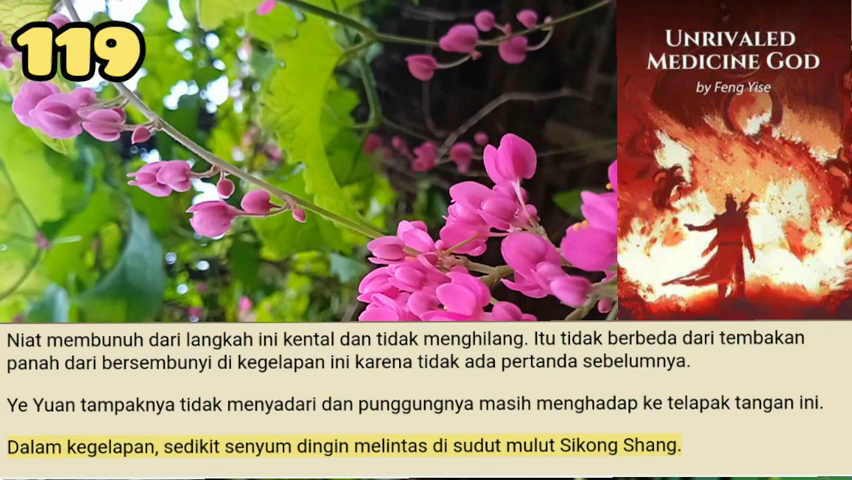 119
UNRIVALED
MEDICINE GOD
by Feng Yise
Niat membunuh dari langkah ini kental dan tidak menghilang. Itu tidak berbeda dari tembakan
panah dari bersembunyi di kegelapan ini karena tidak ada pertanda sebelumnya.
Ye Yuan tampaknya tidak menyadari dan punggungnya masih menghadap ke telapak tangan ini.
Dalam kegelapan, sedikit senyum dingin melintas di sudut mulut Sikong Shang.